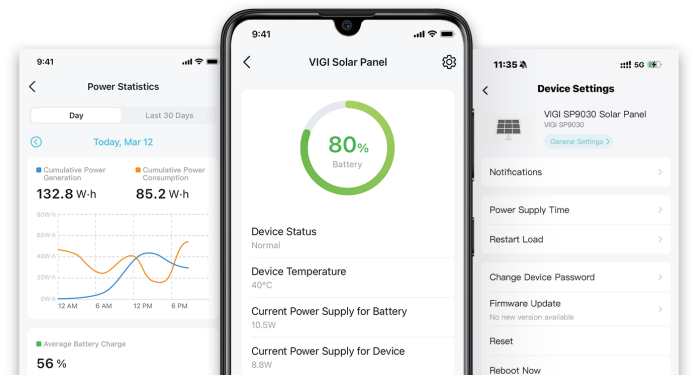 9:41
Power Statistics
Day
Last 30 Days
Today, Mar 12
Cumulative Power
Generation
132.8 W·h
Cumulative Power
Consumption
85.2 W·h
80W·h
60W·h
40W·h
20W·h
0W·h
12 AM
6 AM
12 PM
6 PM
Average Battery Charge
56 %
9:41
VIGI Solar Panel
80%
Battery
Device Status
Normal
Device Temperature
40°C
Current Power Supply for Battery
10.5W
Current Power Supply for Device
8.8W
11:35
5G
Device Settings
VIGI SP9030 Solar Panel
VIGI SP9030
General Settings
Notifications
Power Supply Time
Restart Load
Change Device Password
Firmware Update
No new version available
Reset
Reboot Now